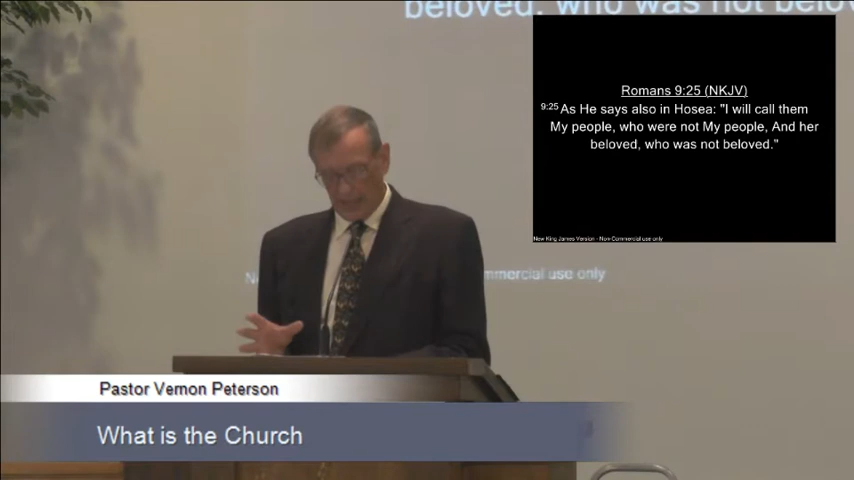 beloved, who was not belov
Romans 9:25 (NKJV)
9:25 As He says also in Hosea: "I will call them
My people, who were not My people, And her
beloved, who was not beloved."
New King James Version - Non-Commercial use only
mmercial use only
Pastor Vernon Peterson
What is the Church